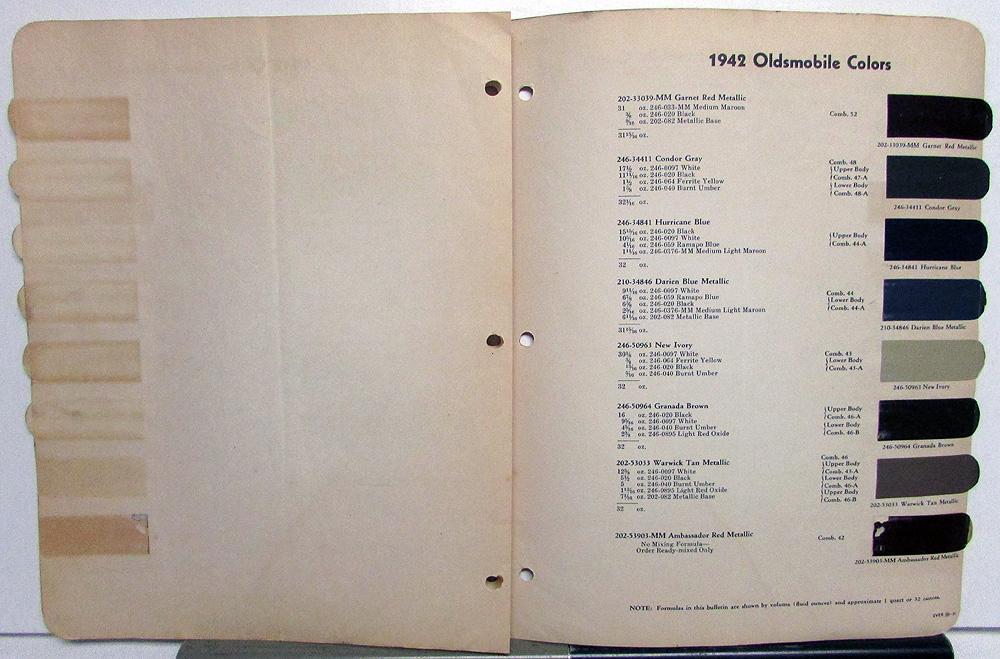 1942 Oldsmobile Colors
202-33039-MM Garnet Red Metallic
31 oz. 246-033-MM Medium Maroon
oz. 246-020 Black
oz. 202-082 Metallic Base
oz.
Comb. 52
202-33039-MM Garnet Red Metallic
246-34411 Condor Gray
17½ oz. 246-0097 White
oz. 246-020 Black
oz. 246-064 Ferrite Yellow
oz. 246-040 Burnt Umber
oz.
Comb. 48
Upper Body
Comb. 47-A
Lower Body
Comb. 48-A
246-34411 Condor Gray
246-34841 Hurricane Blue
oz. 246-020 Black
oz. 246-0097 White
oz. 246-059 Ramapo Blue
oz. 246-0376-MM Medium Light Maroon
32 oz.
Upper Body
Comb. 44-A
246-34841 Hurricane Blue
210-34846 Darien Blue Metallic
oz. 246-0097 White
oz. 246-059 Ramapo Blue
oz. 246-020 Black
oz. 246-0376-MM Medium Light Maroon
oz. 202-082 Metallic Base
oz.
Comb. 44
Lower Body
Comb. 44-A
210-34846 Darien Blue Metallic
246-50963 New Ivory
oz. 246-0097 White
oz. 246-064 Ferrite Yellow
oz. 246-020 Black
oz. 246-040 Burnt Umber
32 oz.
Comb. 43
Lower Body
Comb. 43-A
246-50963 New Ivory
246-50964 Granada Brown
16 oz. 246-020 Black
oz. 246-0097 White
oz. 246-040 Burnt Umber
oz. 246-0895 Light Red Oxide
32 oz.
Upper Body
Comb. 46-A
Lower Body
Comb. 46-B
246-50964 Granada Brown
202-53033 Warwick Tan Metallic
oz. 246-0097 White
5½ oz. 246-020 Black
5 oz. 246-040 Burnt Umber
oz. 246-0895 Light Red Oxide
oz. 202-082 Metallic Base
32 oz.
Comb. 46
Upper Body
Comb. 43-A
Lower Body
Comb. 46-A
Upper Body
Comb. 46-B
202-53033 Warwick Tan Metallic
202-53903-MM Ambassador Red Metallic
No Mixing Formula—
Order Ready-mixed Only
Comb. 42
202-53903-MM Ambassador Red Metallic
NOTE: Formulas in this bulletin are shown by volume (fluid ounces) and approximate 1 quart or 32 ounces.